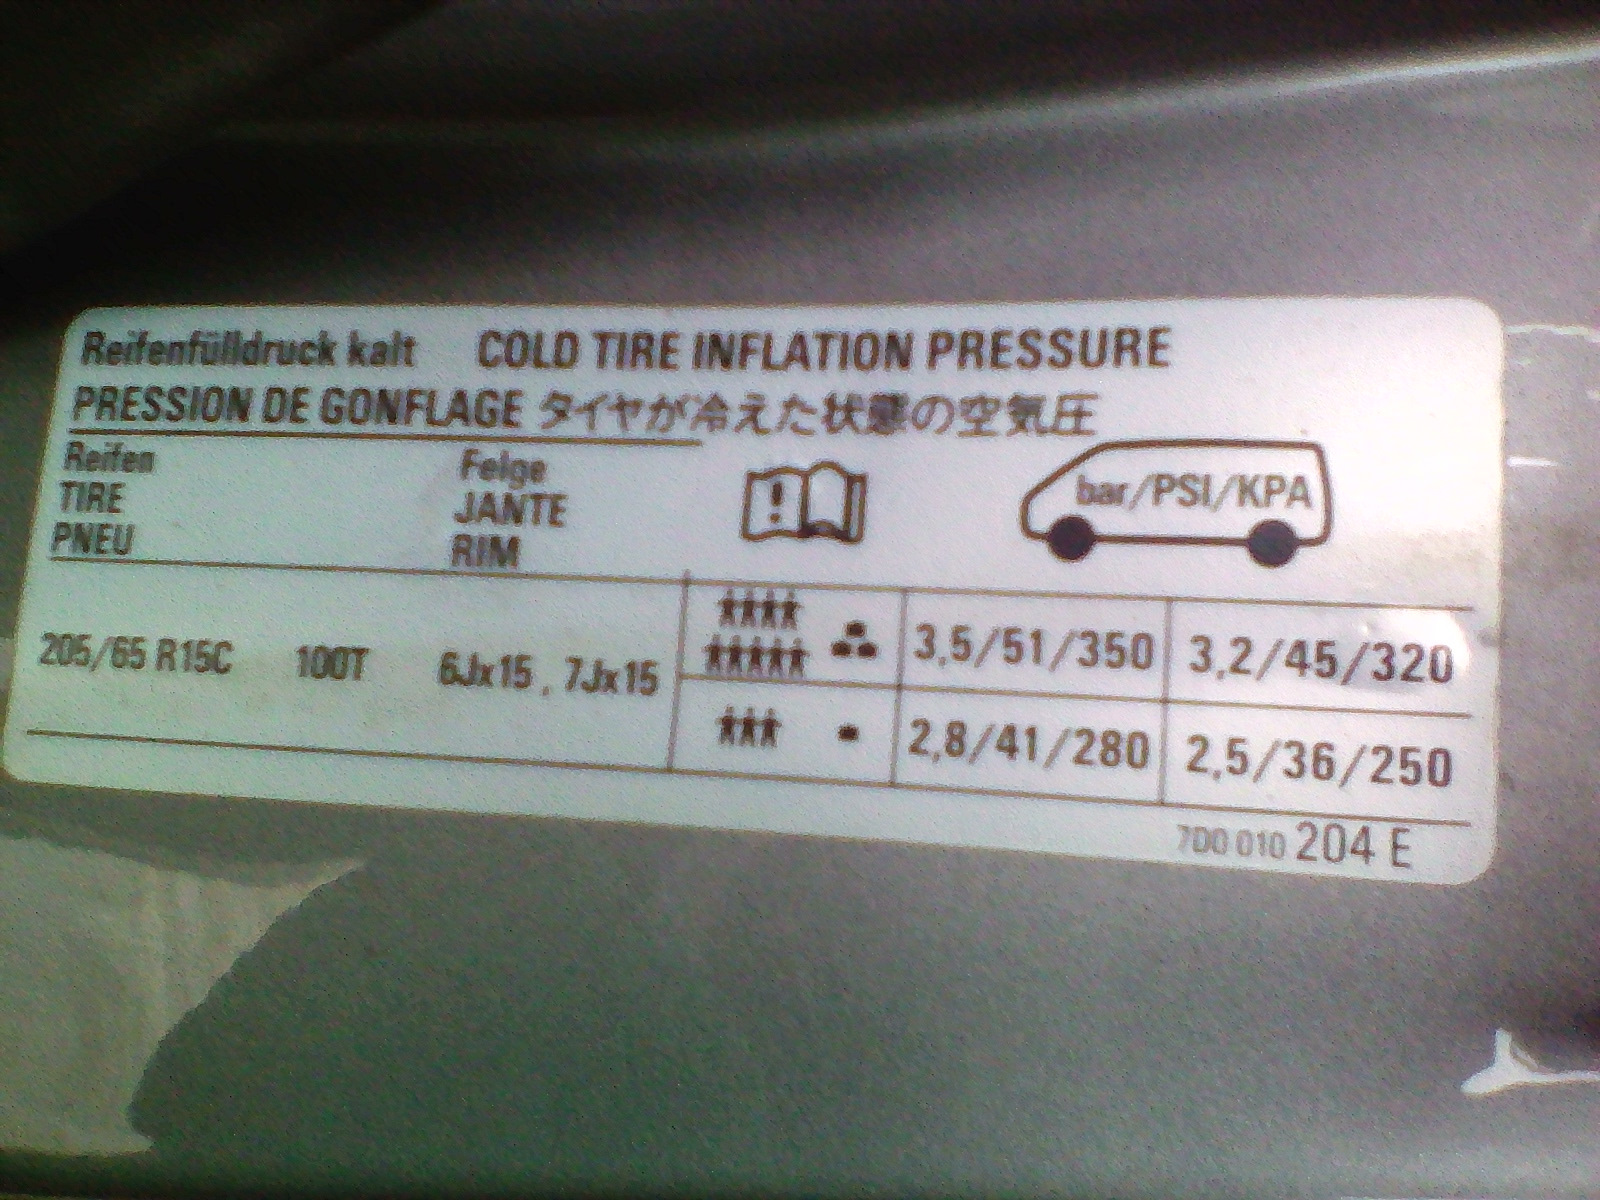 Reifenfülldruck kalt COLD TIRE INFLATION PRESSURE
PRESSION DE GONFLAGE タイヤが冷えた状態の空気圧
Reifen Felge
TIRE JANTE
PNEU RIM
bar/PSI/KPA
205/65 R15C 100T 6Jx15 , 7Jx15
3,5/51/350 3,2/45/320
2,8/41/280 2,5/36/250
7D0 010 204 E